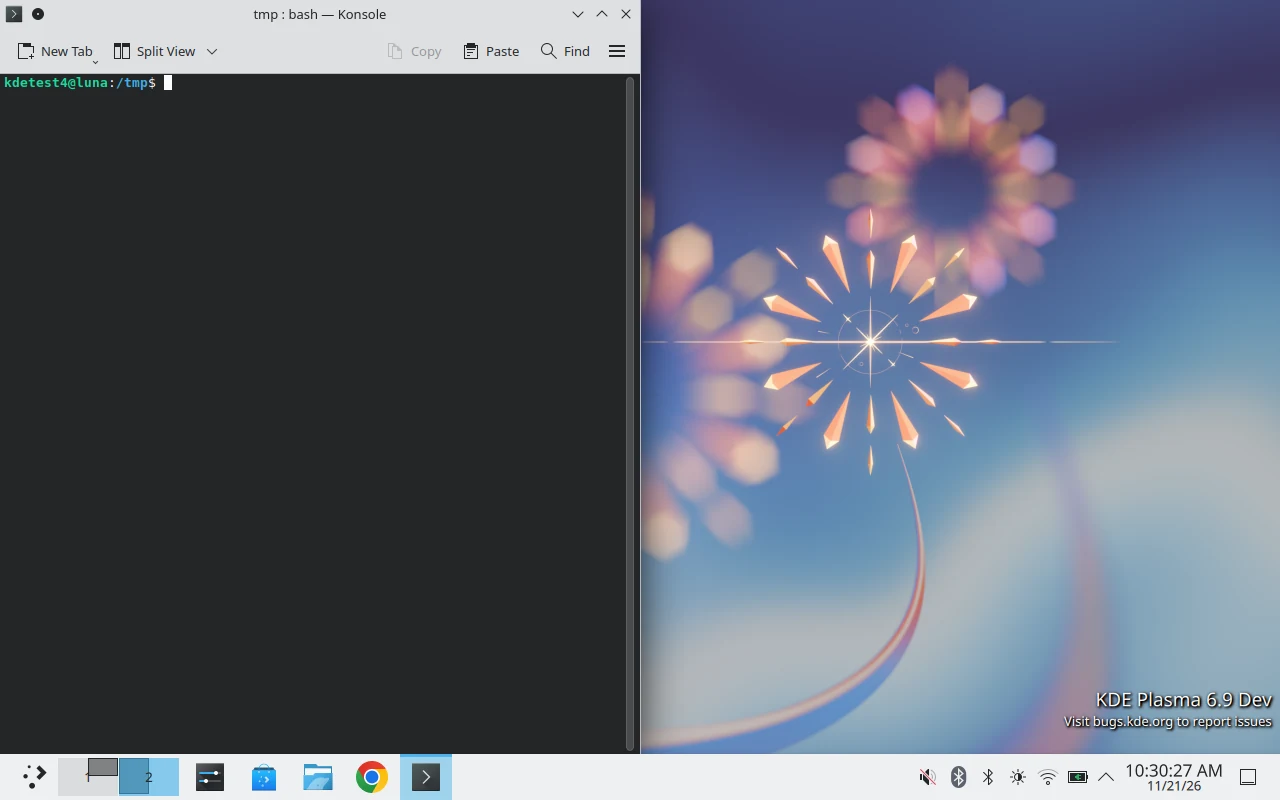 tmp : bash — Konsole
New Tab
Split View
Copy
Paste
Find
kdetest4@luna:/tmp$
KDE Plasma 6.9 Dev
Visit bugs.kde.org to report issues
1
2
10:30:27 AM
11/21/26